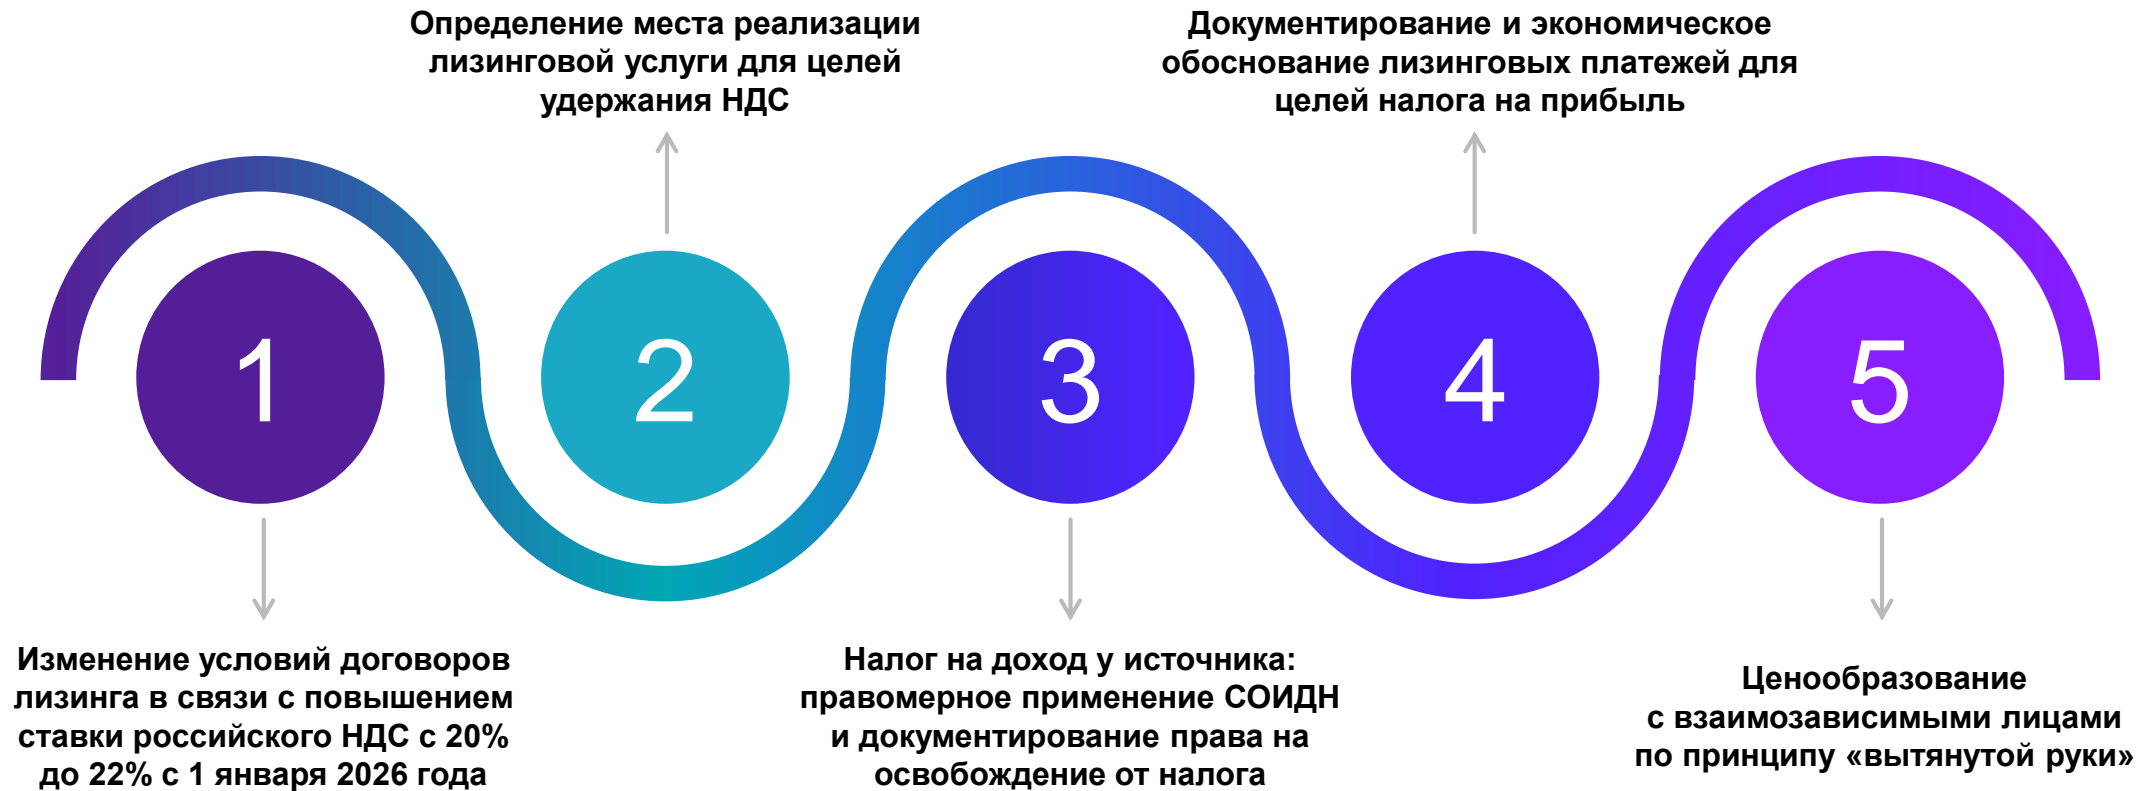 Определение места реализации
лизинговой услуги для целей
удержания НДС
Документирование и экономическое
обоснование лизинговых платежей для
целей налога на прибыль
1
2
3
4
5
Изменение условий договоров
лизинга в связи с повышением
ставки российского НДС с 20%
до 22% с 1 января 2026 года
Налог на доход у источника:
правомерное применение СОИДН
и документирование права на
освобождение от налога
Ценообразование
с взаимозависимыми лицами
по принципу «вытянутой руки»